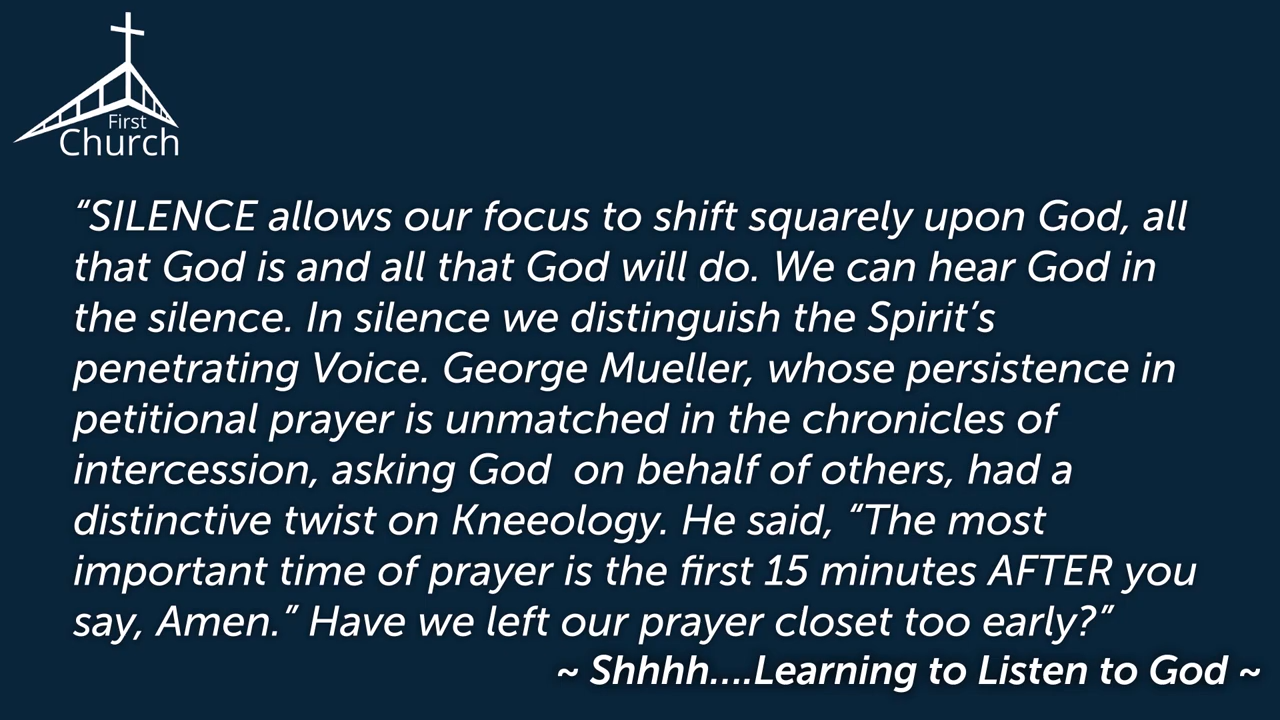 First
Church
“SILENCE allows our focus to shift squarely upon God, all
that God is and all that God will do. We can hear God in
the silence. In silence we distinguish the Spirit’s
penetrating Voice. George Mueller, whose persistence in
petitional prayer is unmatched in the chronicles of
intercession, asking God  on behalf of others, had a
distinctive twist on Kneeology. He said, “The most
important time of prayer is the first 15 minutes AFTER you
say, Amen.” Have we left our prayer closet too early?”
~ Shhhh....Learning to Listen to God ~